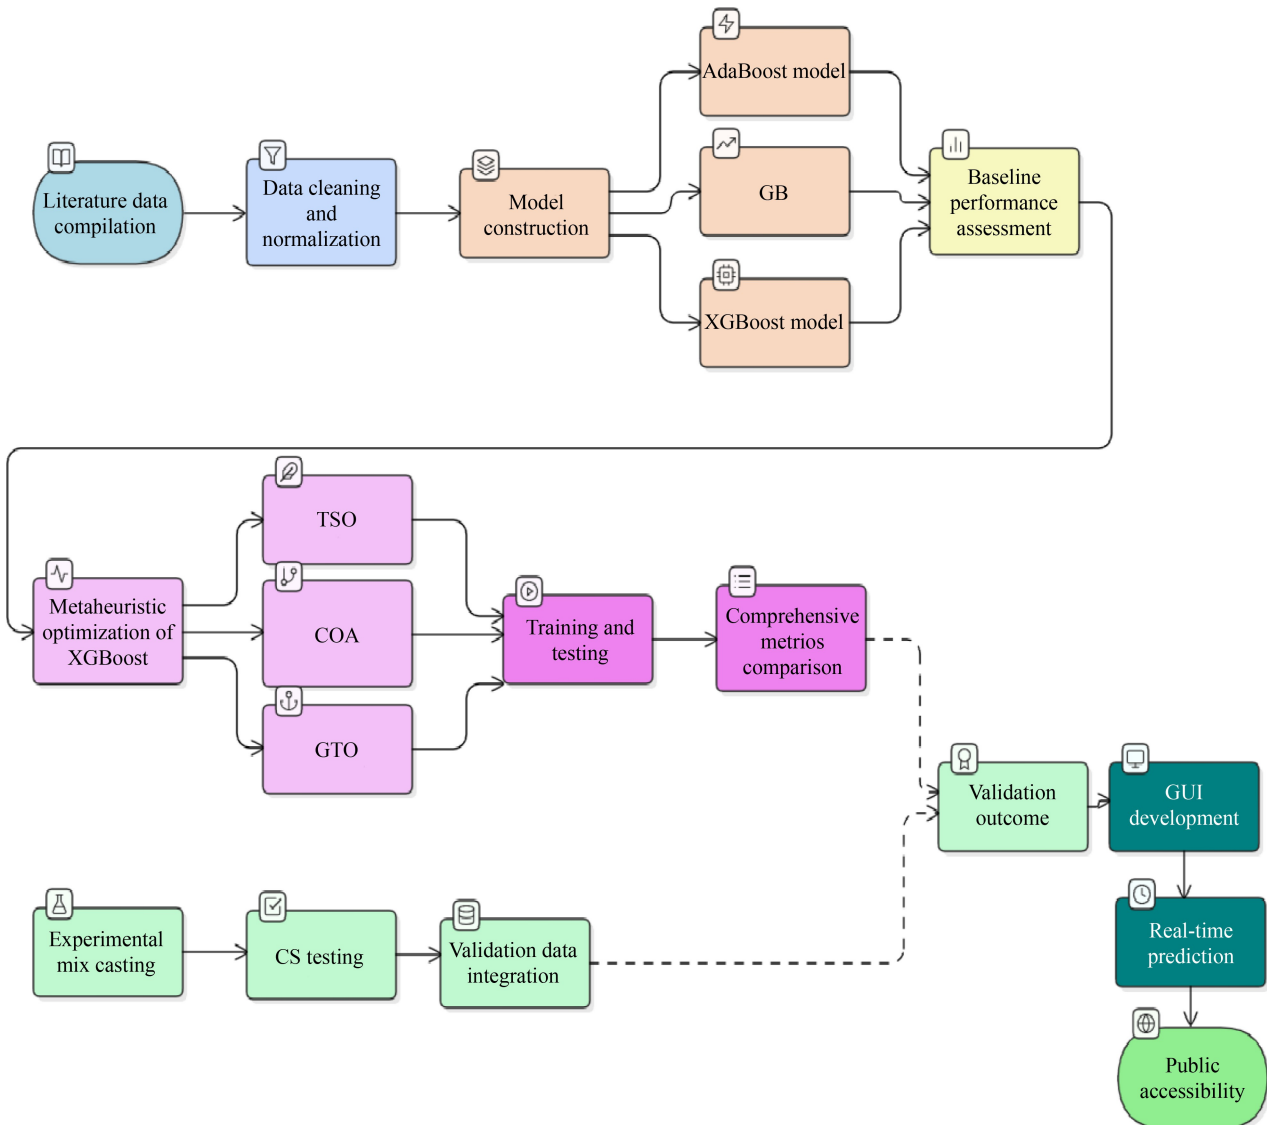 Literature data
compilation
Data cleaning
and
normalization
Model
construction
AdaBoost model
GB
XGBoost model
Baseline
performance
assessment
Metaheuristic
optimization of
XGBoost
TSO
COA
GTO
Training and
testing
Comprehensive
metrios
comparison
Experimental
mix casting
CS testing
Validation data
integration
Validation
outcome
GUI
development
Real-time
prediction
Public
accessibility